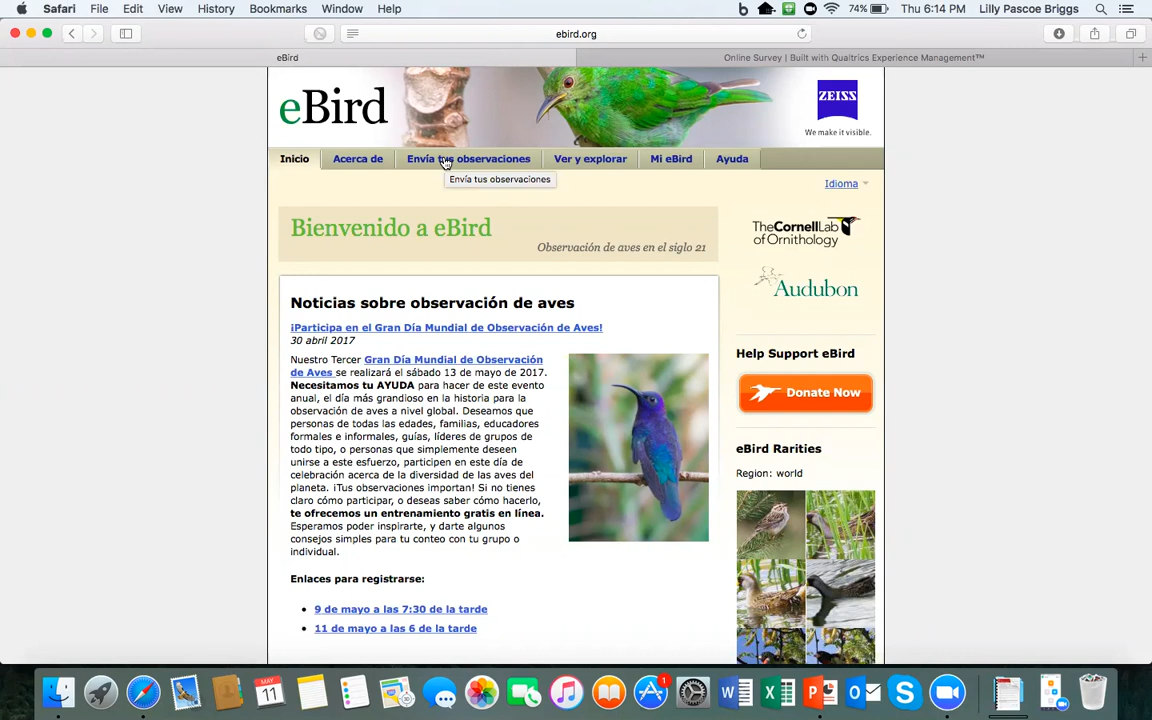 Safari File Edit View History Bookmarks Window Help
74% Thu 6:14 PM Lilly Pascoe Briggs
ebird.org
eBird
Online Survey | Built with Qualtrics Experience Management™
eBird
ZEISS
We make it visible.
Inicio Acerca de Envía tus observaciones Ver y explorar Mi eBird Ayuda
Envía tus observaciones
Idioma
Bienvenido a eBird
Observación de aves en el siglo 21
TheCornellLab
of Ornithology
Audubon
Noticias sobre observación de aves
¡Participa en el Gran Día Mundial de Observación de Aves!
30 abril 2017
Nuestro Tercer Gran Día Mundial de Observación
de Aves se realizará el sábado 13 de mayo de 2017.
Necesitamos tu AYUDA para hacer de este evento
anual, el día más grandioso en la historia para la
observación de aves a nivel global. Deseamos que
personas de todas las edades, familias, educadores
formales e informales, guías, líderes de grupos de
todo tipo, o personas que simplemente deseen
unirse a este esfuerzo, participen en este día de
celebración acerca de la diversidad de las aves del
planeta. ¡Tus observaciones importan! Si no tienes
claro cómo participar, o deseas saber cómo hacerlo,
te ofrecemos un entrenamiento gratis en línea.
Esperamos poder inspirarte, y darte algunos
consejos simples para tu conteo con tu grupo o
individual.
Enlaces para registrarse:
9 de mayo a las 7:30 de la tarde
11 de mayo a las 6 de la tarde
Help Support eBird
Donate Now
eBird Rarities
Region: world
MAY
11
1